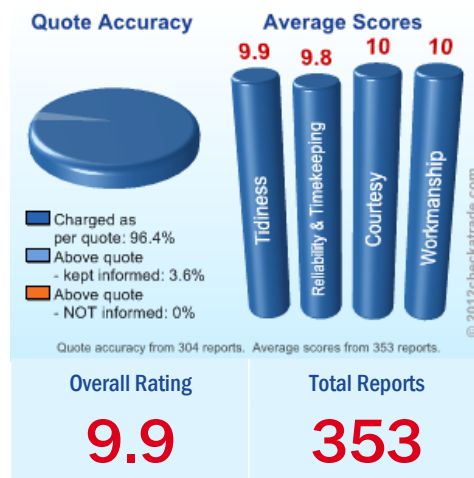 Quote Accuracy
Average Scores
9.9
9.8
10
10
Tidiness
Reliability & Timekeeping
Courtesy
Workmanship
Charged as
per quote: 96.4%
Above quote
- kept informed: 3.6%
Above quote
- NOT informed: 0%
© 2012checkatrade.com
Quote accuracy from 304 reports. Average scores from 353 reports.
Overall Rating
Total Reports
9.9
353